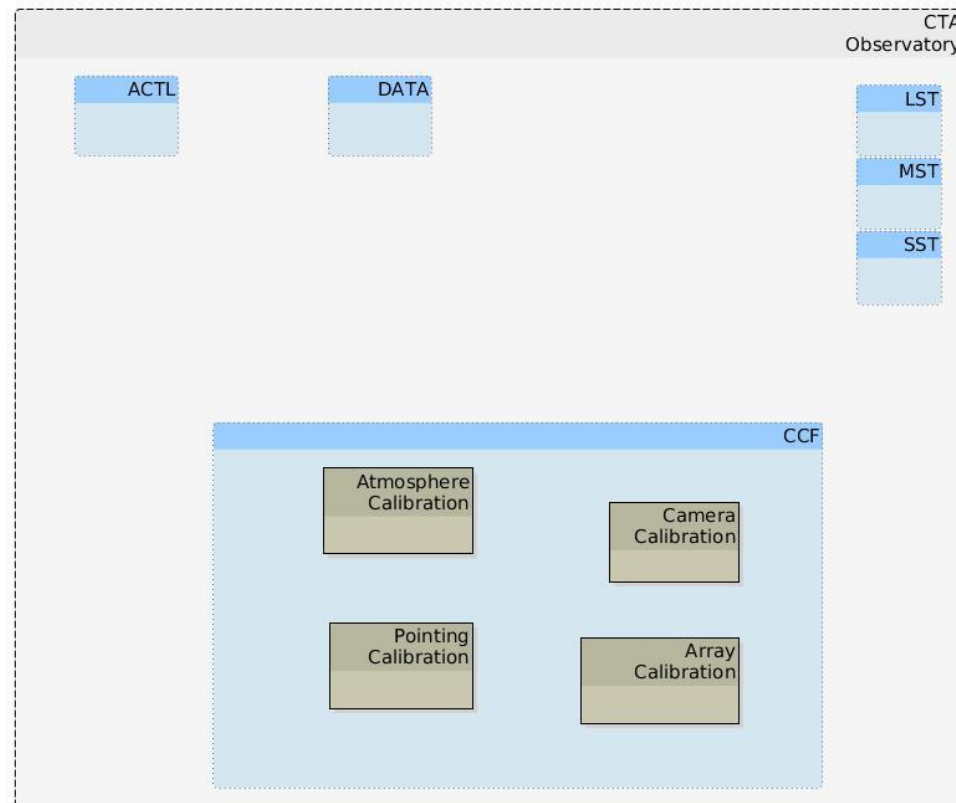 CTA
Observatory
ACTL
DATA
LST
MST
SST
CCF
Atmosphere
Calibration
Camera
Calibration
Pointing
Calibration
Array
Calibration